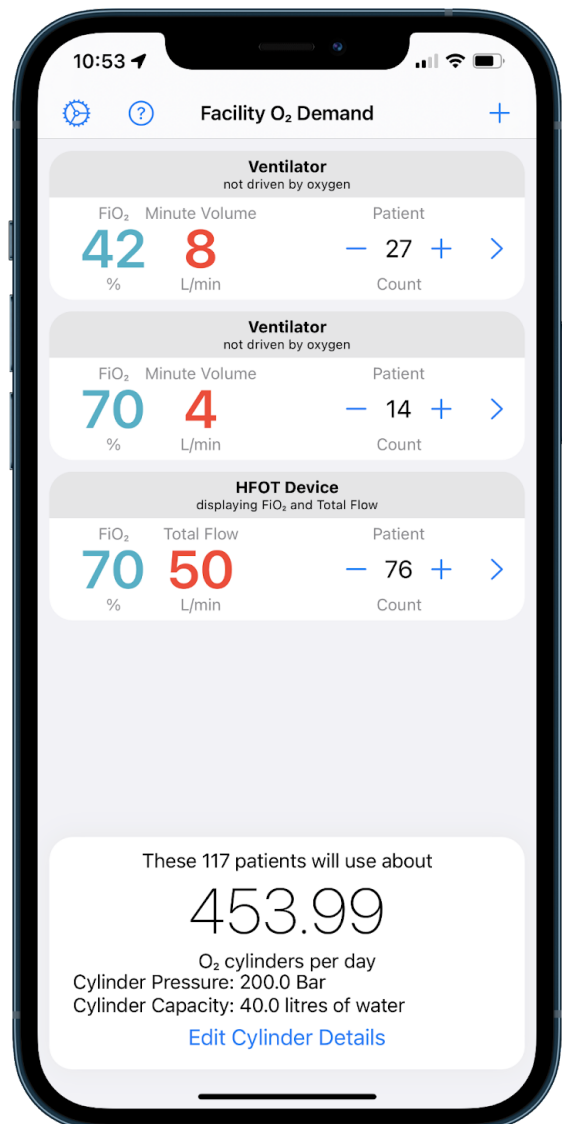 10:53
Facility O₂ Demand
Ventilator
not driven by oxygen
FiO₂ Minute Volume Patient
42 8 − 27 +
% L/min Count
Ventilator
not driven by oxygen
FiO₂ Minute Volume Patient
70 4 − 14 +
% L/min Count
HFOT Device
displaying FiO₂ and Total Flow
FiO₂ Total Flow Patient
70 50 − 76 +
% L/min Count
These 117 patients will use about
453.99
O₂ cylinders per day
Cylinder Pressure: 200.0 Bar
Cylinder Capacity: 40.0 litres of water
Edit Cylinder Details